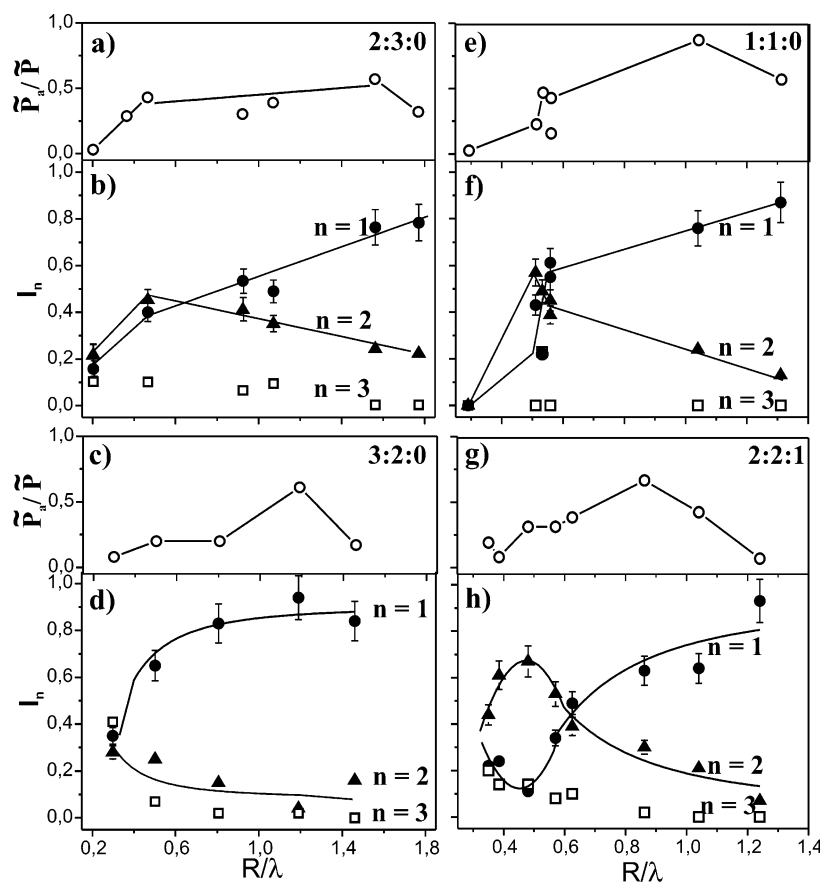 a) 2:3:0
P̃ₐ/P̃
1,0
0,5
0,0
e) 1:1:0
b)
Iₙ
1,0
0,8
0,6
0,4
0,2
0,0
n = 1
n = 2
n = 3
f)
n = 1
n = 2
n = 3
c) 3:2:0
P̃ₐ/P̃
1,0
0,5
0,0
g) 2:2:1
d)
Iₙ
1,0
0,8
0,6
0,4
0,2
0,0
n = 1
n = 2
n = 3
h)
n = 1
n = 2
n = 3
0,2 0,6 1,0 1,4 1,8
R/λ
0,4 0,6 0,8 1,0 1,2 1,4
R/λ